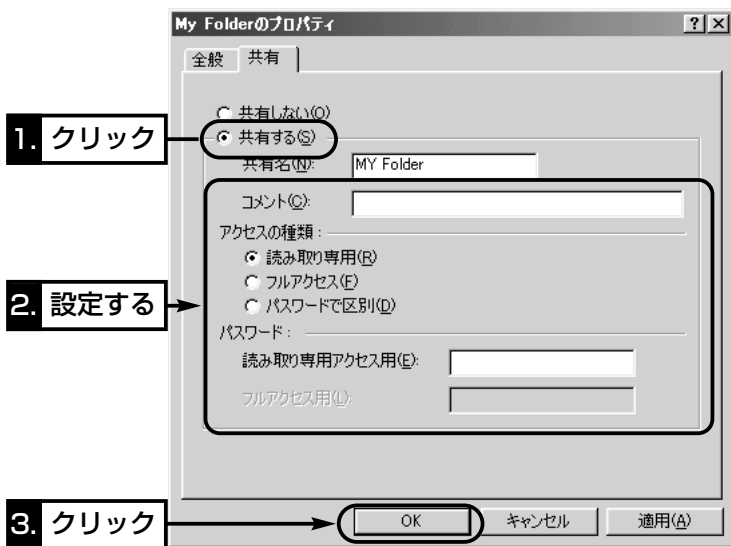 My Folderのプロパティ
? ×
全般 共有
共有しない(O)
1. クリック
共有する(S)
共有名(N): MY Folder
コメント(C):
アクセスの種類:
読み取り専用(R)
フルアクセス(F)
2. 設定する
パスワードで区別(D)
パスワード:
読み取り専用アクセス用(E):
フルアクセス用(L):
3. クリック
OK キャンセル 適用(A)